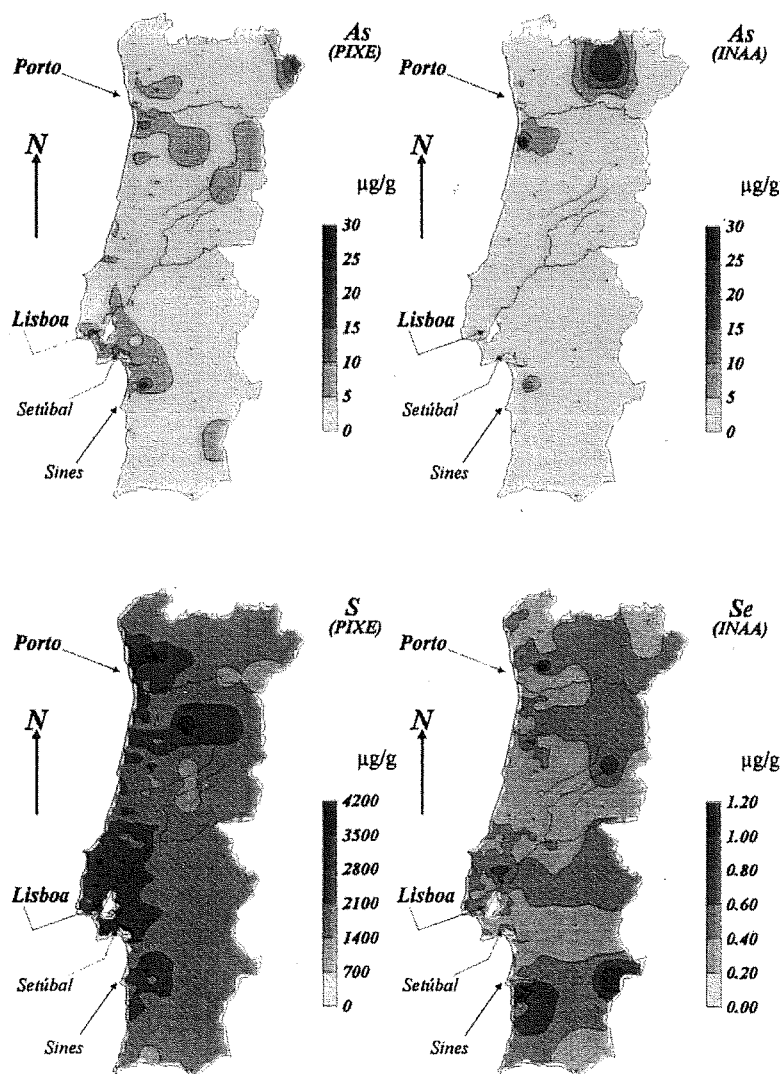 As
(PIXE)
Porto
N
µg/g
30
25
20
15
10
5
0
Lisboa
Setúbal
Sines
As
(INAA)
Porto
N
µg/g
30
25
20
15
10
5
0
Lisboa
Setúbal
Sines
S
(PIXE)
Porto
N
µg/g
4200
3500
2800
2100
1400
700
0
Lisboa
Setúbal
Sines
Se
(INAA)
Porto
N
µg/g
1.20
1.00
0.80
0.60
0.40
0.20
0.00
Lisboa
Setúbal
Sines